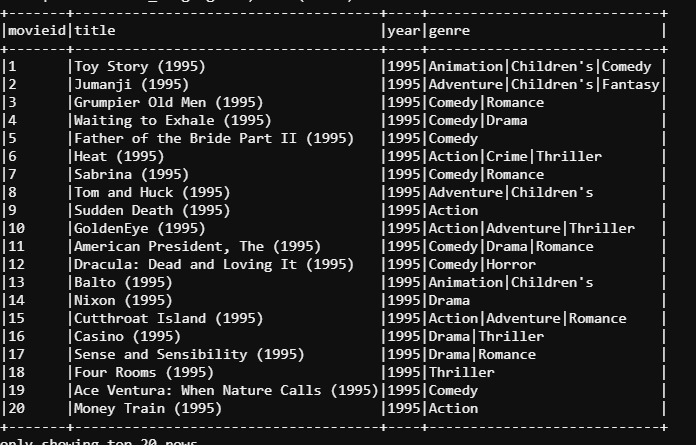 +-------+-------------------------------------+----+----------------------------+
|movieid|title                                |year|genre                       |
+-------+-------------------------------------+----+----------------------------+
|1      |Toy Story (1995)                     |1995|Animation|Children's|Comedy |
|2      |Jumanji (1995)                       |1995|Adventure|Children's|Fantasy|
|3      |Grumpier Old Men (1995)              |1995|Comedy|Romance              |
|4      |Waiting to Exhale (1995)             |1995|Comedy|Drama                |
|5      |Father of the Bride Part II (1995)   |1995|Comedy                      |
|6      |Heat (1995)                          |1995|Action|Crime|Thriller       |
|7      |Sabrina (1995)                       |1995|Comedy|Romance              |
|8      |Tom and Huck (1995)                  |1995|Adventure|Children's        |
|9      |Sudden Death (1995)                  |1995|Action                      |
|10     |GoldenEye (1995)                     |1995|Action|Adventure|Thriller   |
|11     |American President, The (1995)       |1995|Comedy|Drama|Romance        |
|12     |Dracula: Dead and Loving It (1995)   |1995|Comedy|Horror               |
|13     |Balto (1995)                         |1995|Animation|Children's        |
|14     |Nixon (1995)                         |1995|Drama                       |
|15     |Cutthroat Island (1995)              |1995|Action|Adventure|Romance    |
|16     |Casino (1995)                        |1995|Drama|Thriller              |
|17     |Sense and Sensibility (1995)         |1995|Drama|Romance               |
|18     |Four Rooms (1995)                    |1995|Thriller                    |
|19     |Ace Ventura: When Nature Calls (1995)|1995|Comedy                      |
|20     |Money Train (1995)                   |1995|Action                      |
+-------+-------------------------------------+----+----------------------------+
only showing top 20 rows